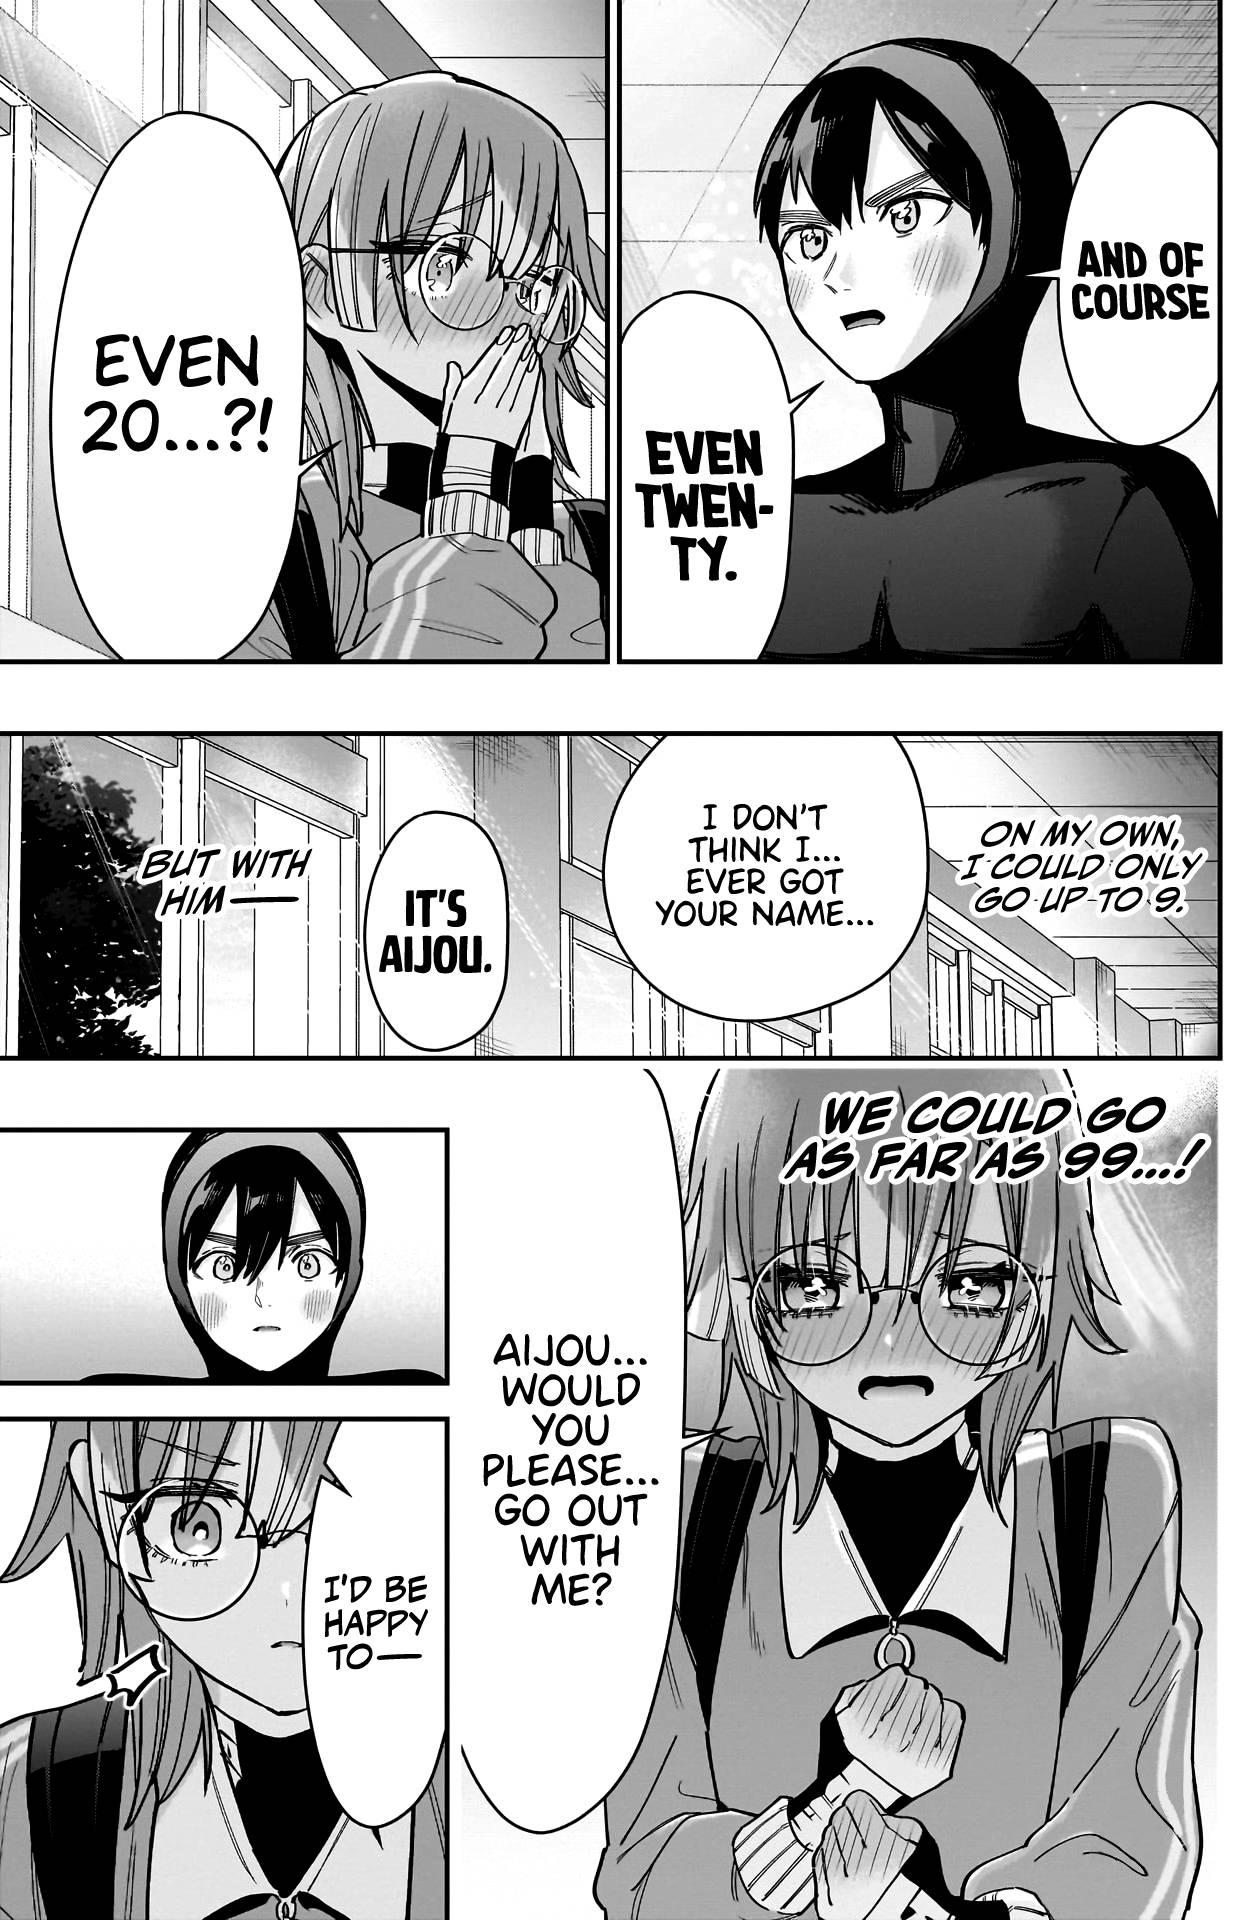 AND OF
COURSE
EVEN
TWEN-
TY.
EVEN
20...?!
ON MY OWN,
I COULD ONLY
GO UP TO 9.
I DON'T
THINK I...
EVER GOT
YOUR NAME...
IT'S
AIJOU.
BUT WITH
HIM——
WE COULD GO
AS FAR AS 99...!
AIJOU...
WOULD
YOU
PLEASE...
GO OUT
WITH
ME?
I'D BE
HAPPY
TO——